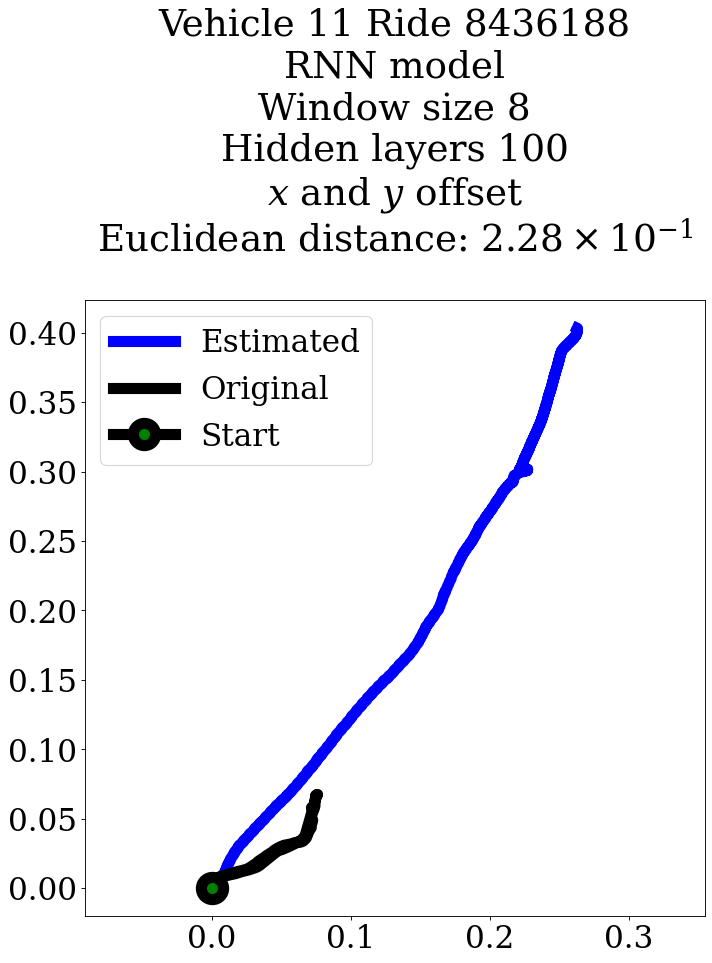 Vehicle 11 Ride 8436188
RNN model
Window size 8
Hidden layers 100
x and y offset
Euclidean distance: 2.28 × 10⁻¹
Estimated
Original
Start
0.40
0.35
0.30
0.25
0.20
0.15
0.10
0.05
0.00
0.0 0.1 0.2 0.3